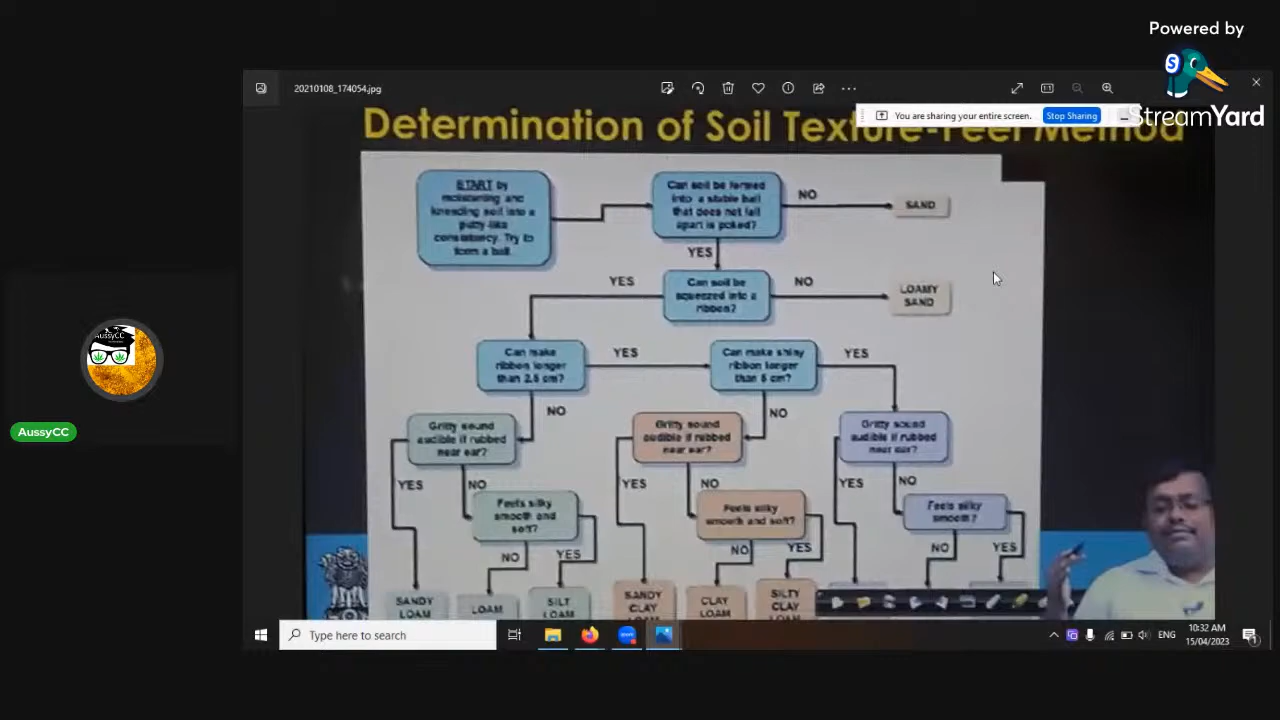 Powered by
StreamYard
20210108_174054.jpg
You are sharing your entire screen.
Stop Sharing
Determination of Soil Texture-Feel Method
START by
moistening and
kneading soil into a
putty-like
consistency. Try to
form a ball.
Can soil be formed
into a stable ball
that does not fall
apart is poked?
NO
SAND
YES
Can soil be
squeezed into a
ribbon?
YES
NO
LOAMY
SAND
Can make
ribbon longer
than 2.5 cm?
YES
Can make shiny
ribbon longer
than 5 cm?
YES
NO
NO
Gritty sound
audible if rubbed
near ear?
Gritty sound
audible if rubbed
near ear?
Gritty sound
audible if rubbed
near ear?
YES
NO
YES
NO
YES
NO
Feels silky
smooth and
soft?
Feels silky
smooth and soft?
Feels silky
smooth?
NO
YES
NO
YES
NO
YES
SANDY
LOAM
LOAM
SILT
LOAM
SANDY
CLAY
LOAM
CLAY
LOAM
SILTY
CLAY
LOAM
AussyCC
AussyCC
Type here to search
zoom
ENG
10:32 AM
15/04/2023